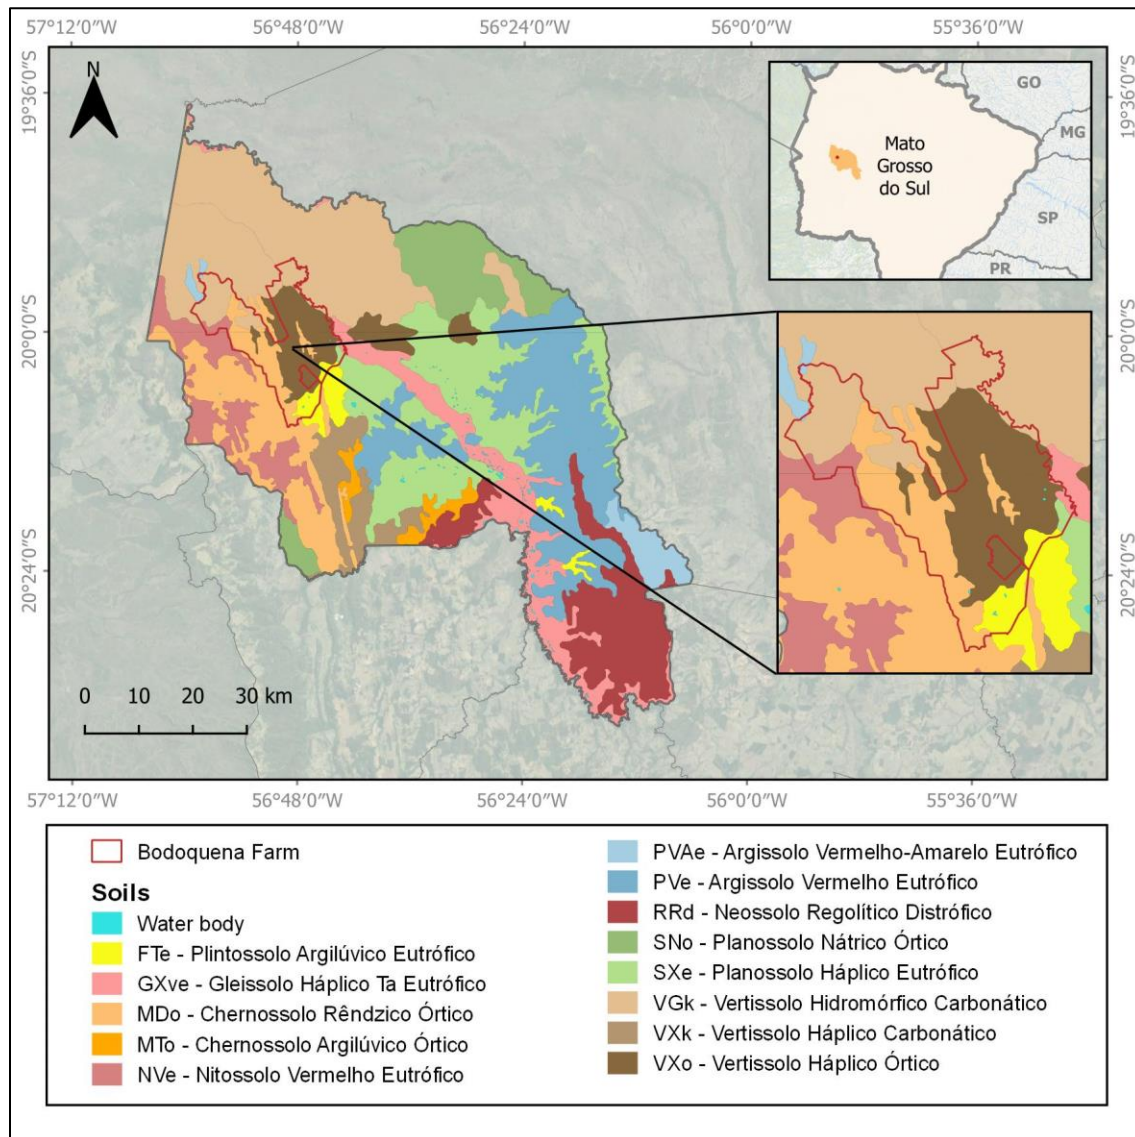 57°12′0″W 56°48′0″W 56°24′0″W 56°0′0″W 55°36′0″W
19°36′0″S
20°0′0″S
20°24′0″S
N
GO
MG
Mato
Grosso
do Sul
SP
PR
19°36′0″S
20°0′0″S
20°24′0″S
0 10 20 30 km
57°12′0″W 56°48′0″W 56°24′0″W 56°0′0″W 55°36′0″W
Bodoquena Farm
Soils
Water body
FTe - Plintossolo Argilúvico Eutrófico
GXve - Gleissolo Háplico Ta Eutrófico
MDo - Chernossolo Rêndzico Órtico
MTo - Chernossolo Argilúvico Órtico
NVe - Nitossolo Vermelho Eutrófico
PVAe - Argissolo Vermelho-Amarelo Eutrófico
PVe - Argissolo Vermelho Eutrófico
RRd - Neossolo Regolítico Distrófico
SNo - Planossolo Nátrico Órtico
SXe - Planossolo Háplico Eutrófico
VGk - Vertissolo Hidromórfico Carbonático
VXk - Vertissolo Háplico Carbonático
VXo - Vertissolo Háplico Órtico